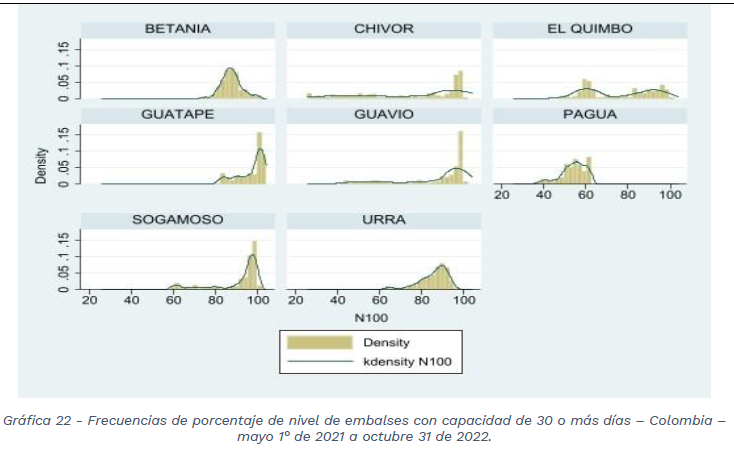 BETANIA CHIVOR EL QUIMBO
0 .05 .1 .15
GUATAPE GUAVIO PAGUA
Density
0 .05 .1 .15
20 40 60 80 100
SOGAMOSO URRA
0 .05 .1 .15
20 40 60 80 100 20 40 60 80 100
N100
Density
kdensity N100
Gráfica 22 - Frecuencias de porcentaje de nivel de embalses con capacidad de 30 o más días – Colombia –
mayo 1° de 2021 a octubre 31 de 2022.